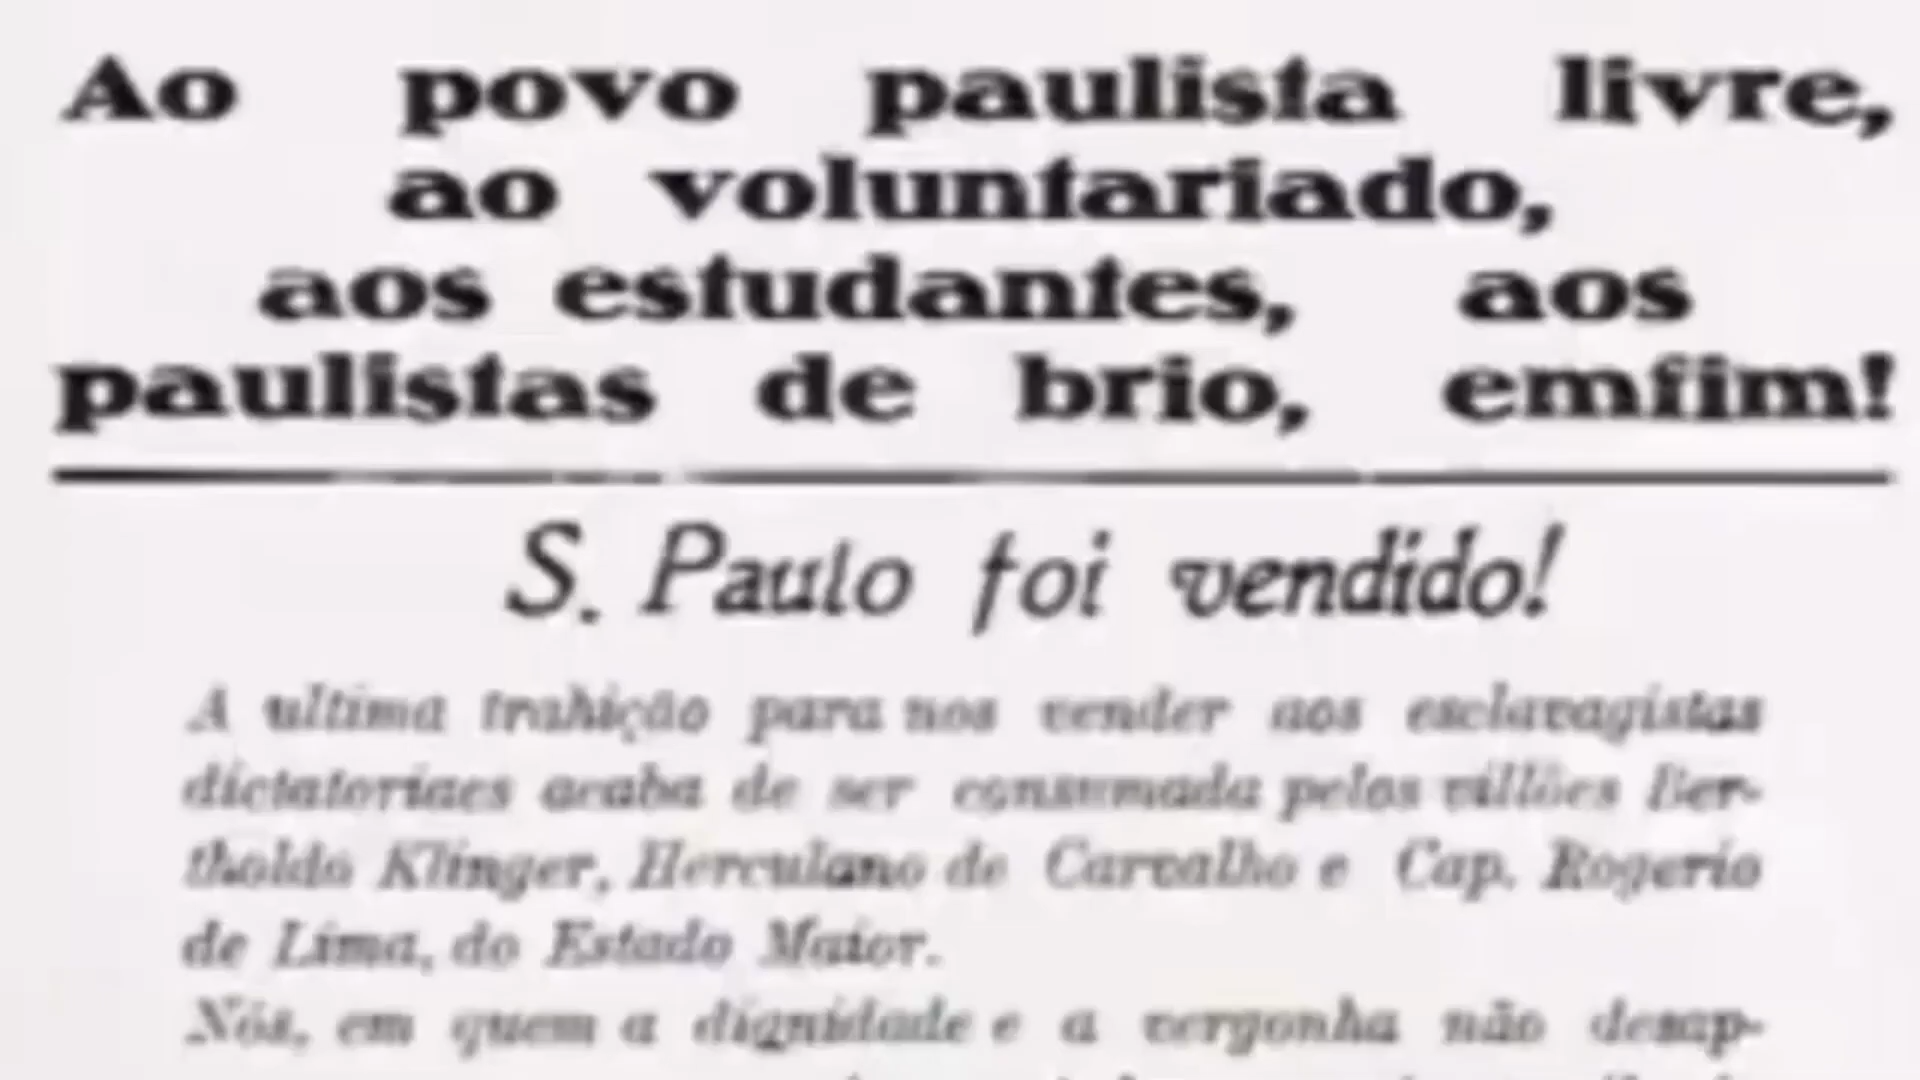 Ao povo paulista livre,
ao voluntariado,
aos estudantes, aos
paulistas de brio, emfim!
S. Paulo foi vendido!
A ultima trahição para nos vender aos esclavagistas
dictatoriaes acaba de ser consummada pelos villões Ber-
tholdo Klinger, Herculano de Carvalho e Cap. Rogerio
de Lima, do Estado Maior.
Nós, em quem a dignidade e a vergonha não desap-